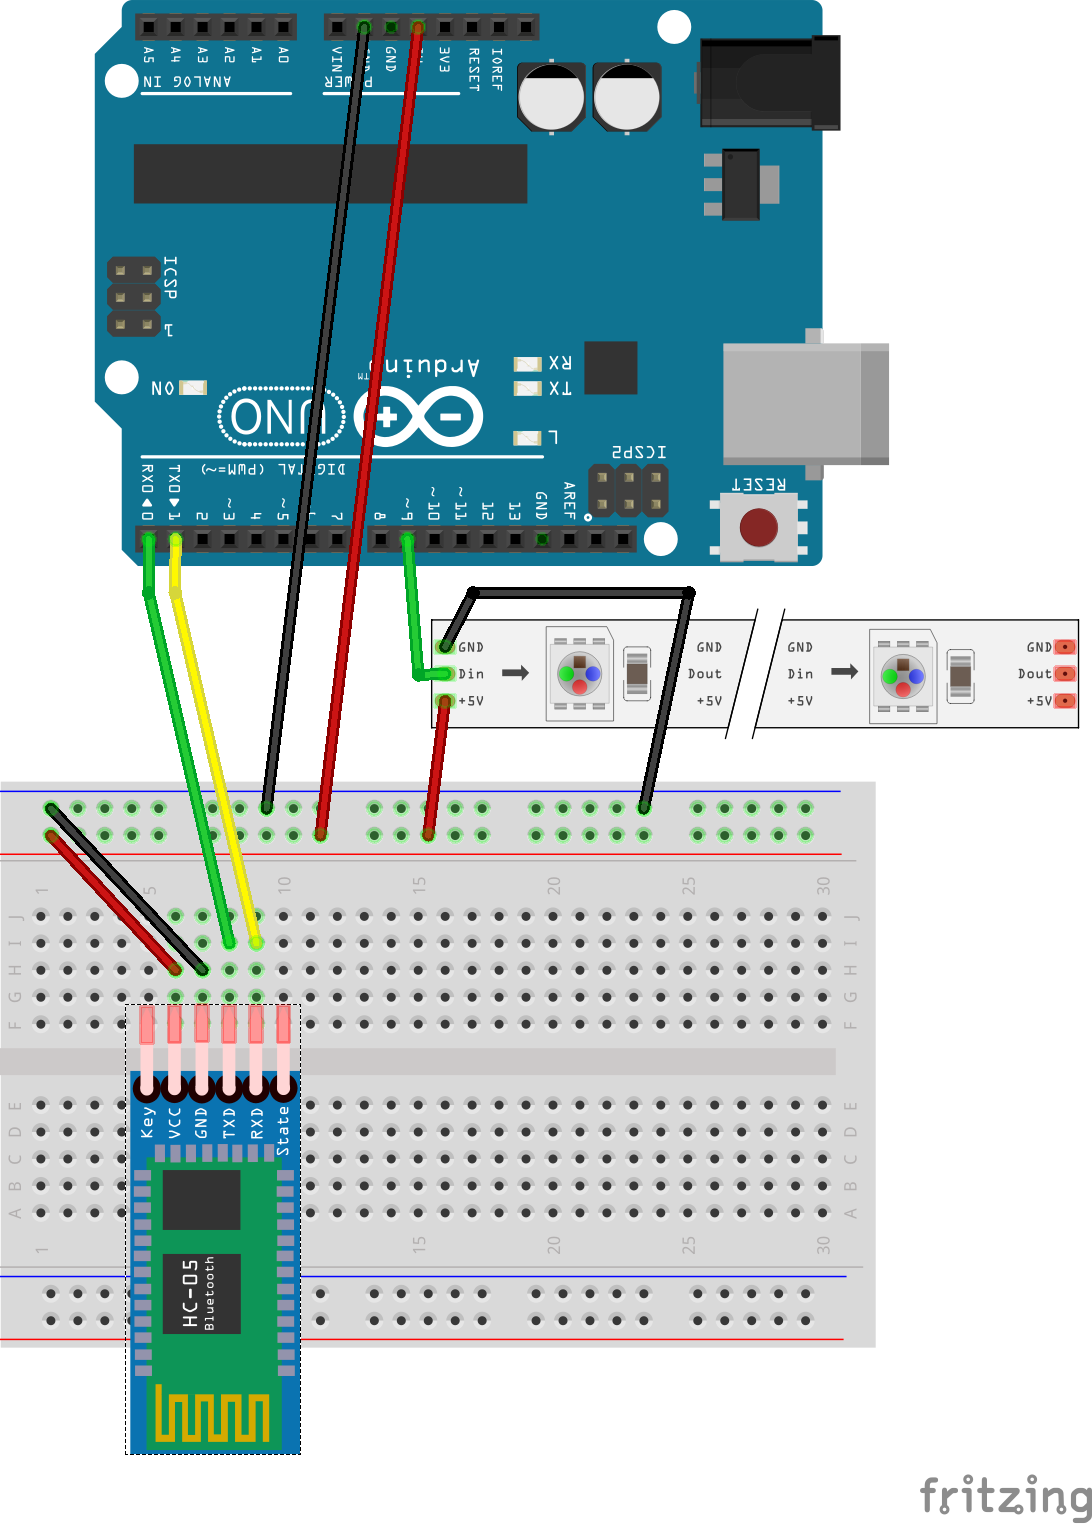 A5 A4 A3 A2 A1 A0
VIN GND GND 5V 3V3 RESET IOREF
ANALOG IN
POWER
ICSP
1
RX
Arduino
TM
ON
TX
UNO
L
DIGITAL (PWM=~)
ICSP2
RX0 TX0
RESET
0 1 2 ~3 4 ~5 7 8 ~9 ~10 ~11 12 13 GND AREF
GND GND GND GND
Din Dout Din Dout
+5V +5V +5V +5V
1 5 10 15 20 25 30
J J
I I
H H
G G
F F
E E
D D
C C
B B
A A
1 15 20 25 30
Key VCC GND TXD RXD State
HC-05
Bluetooth
fritzing